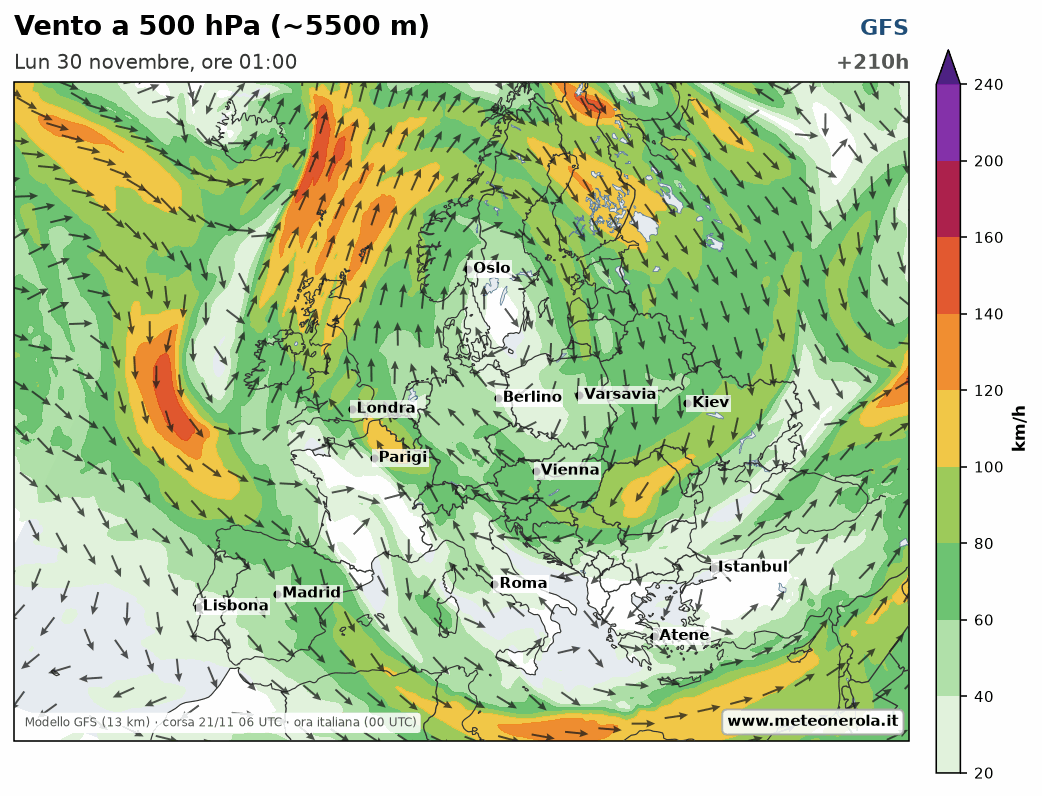 Vento a 500 hPa (~5500 m)
GFS
Lun 30 novembre, ore 01:00
+210h
240
200
160
140
120
100
80
60
40
20
km/h
Oslo
Londra
Berlino
Varsavia
Kiev
Parigi
Vienna
Istanbul
Roma
Madrid
Lisbona
Atene
Modello GFS (13 km) · corsa 21/11 06 UTC · ora italiana (00 UTC)
www.meteonerola.it